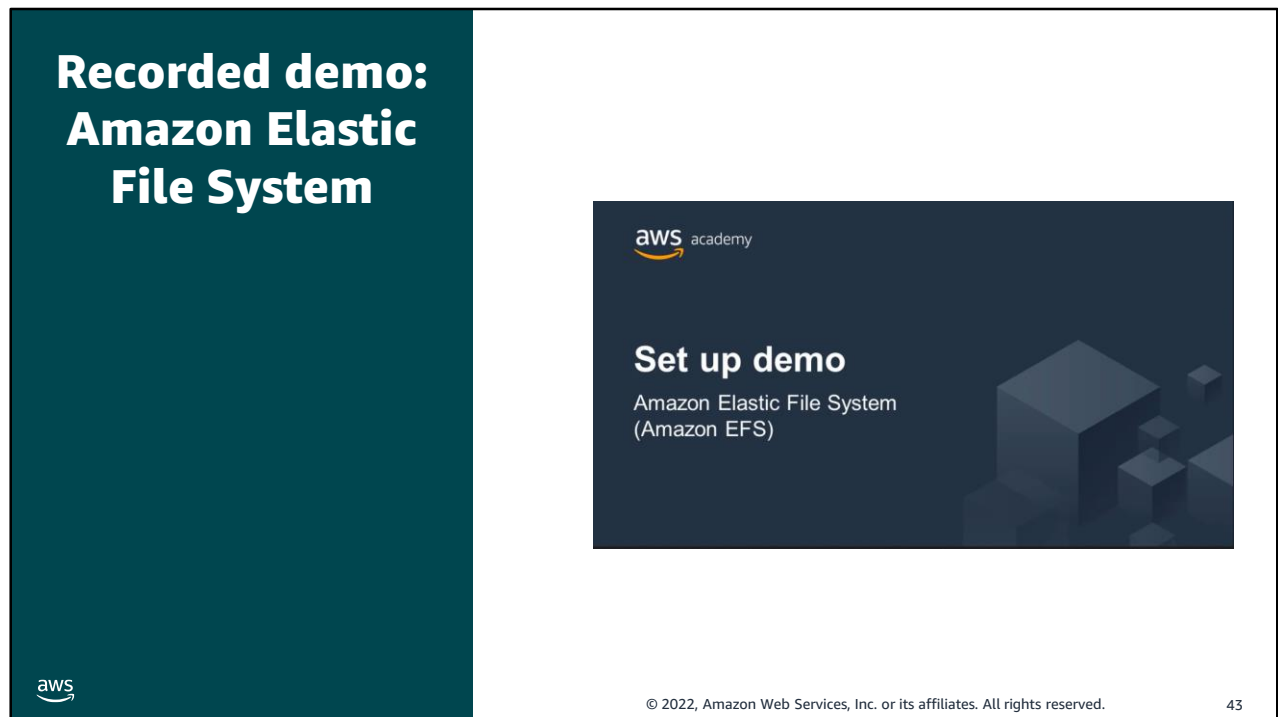 Recorded demo:
Amazon Elastic
File System
aws academy
Set up demo
Amazon Elastic File System
(Amazon EFS)
aws
© 2022, Amazon Web Services, Inc. or its affiliates. All rights reserved.
43